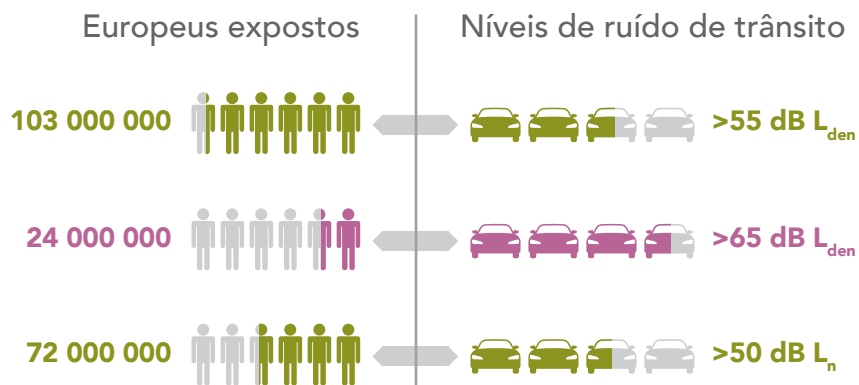 Europeus expostos Níveis de ruído de trânsito
103 000 000 >55 dB Lden
24 000 000 >65 dB Lden
72 000 000 >50 dB Ln